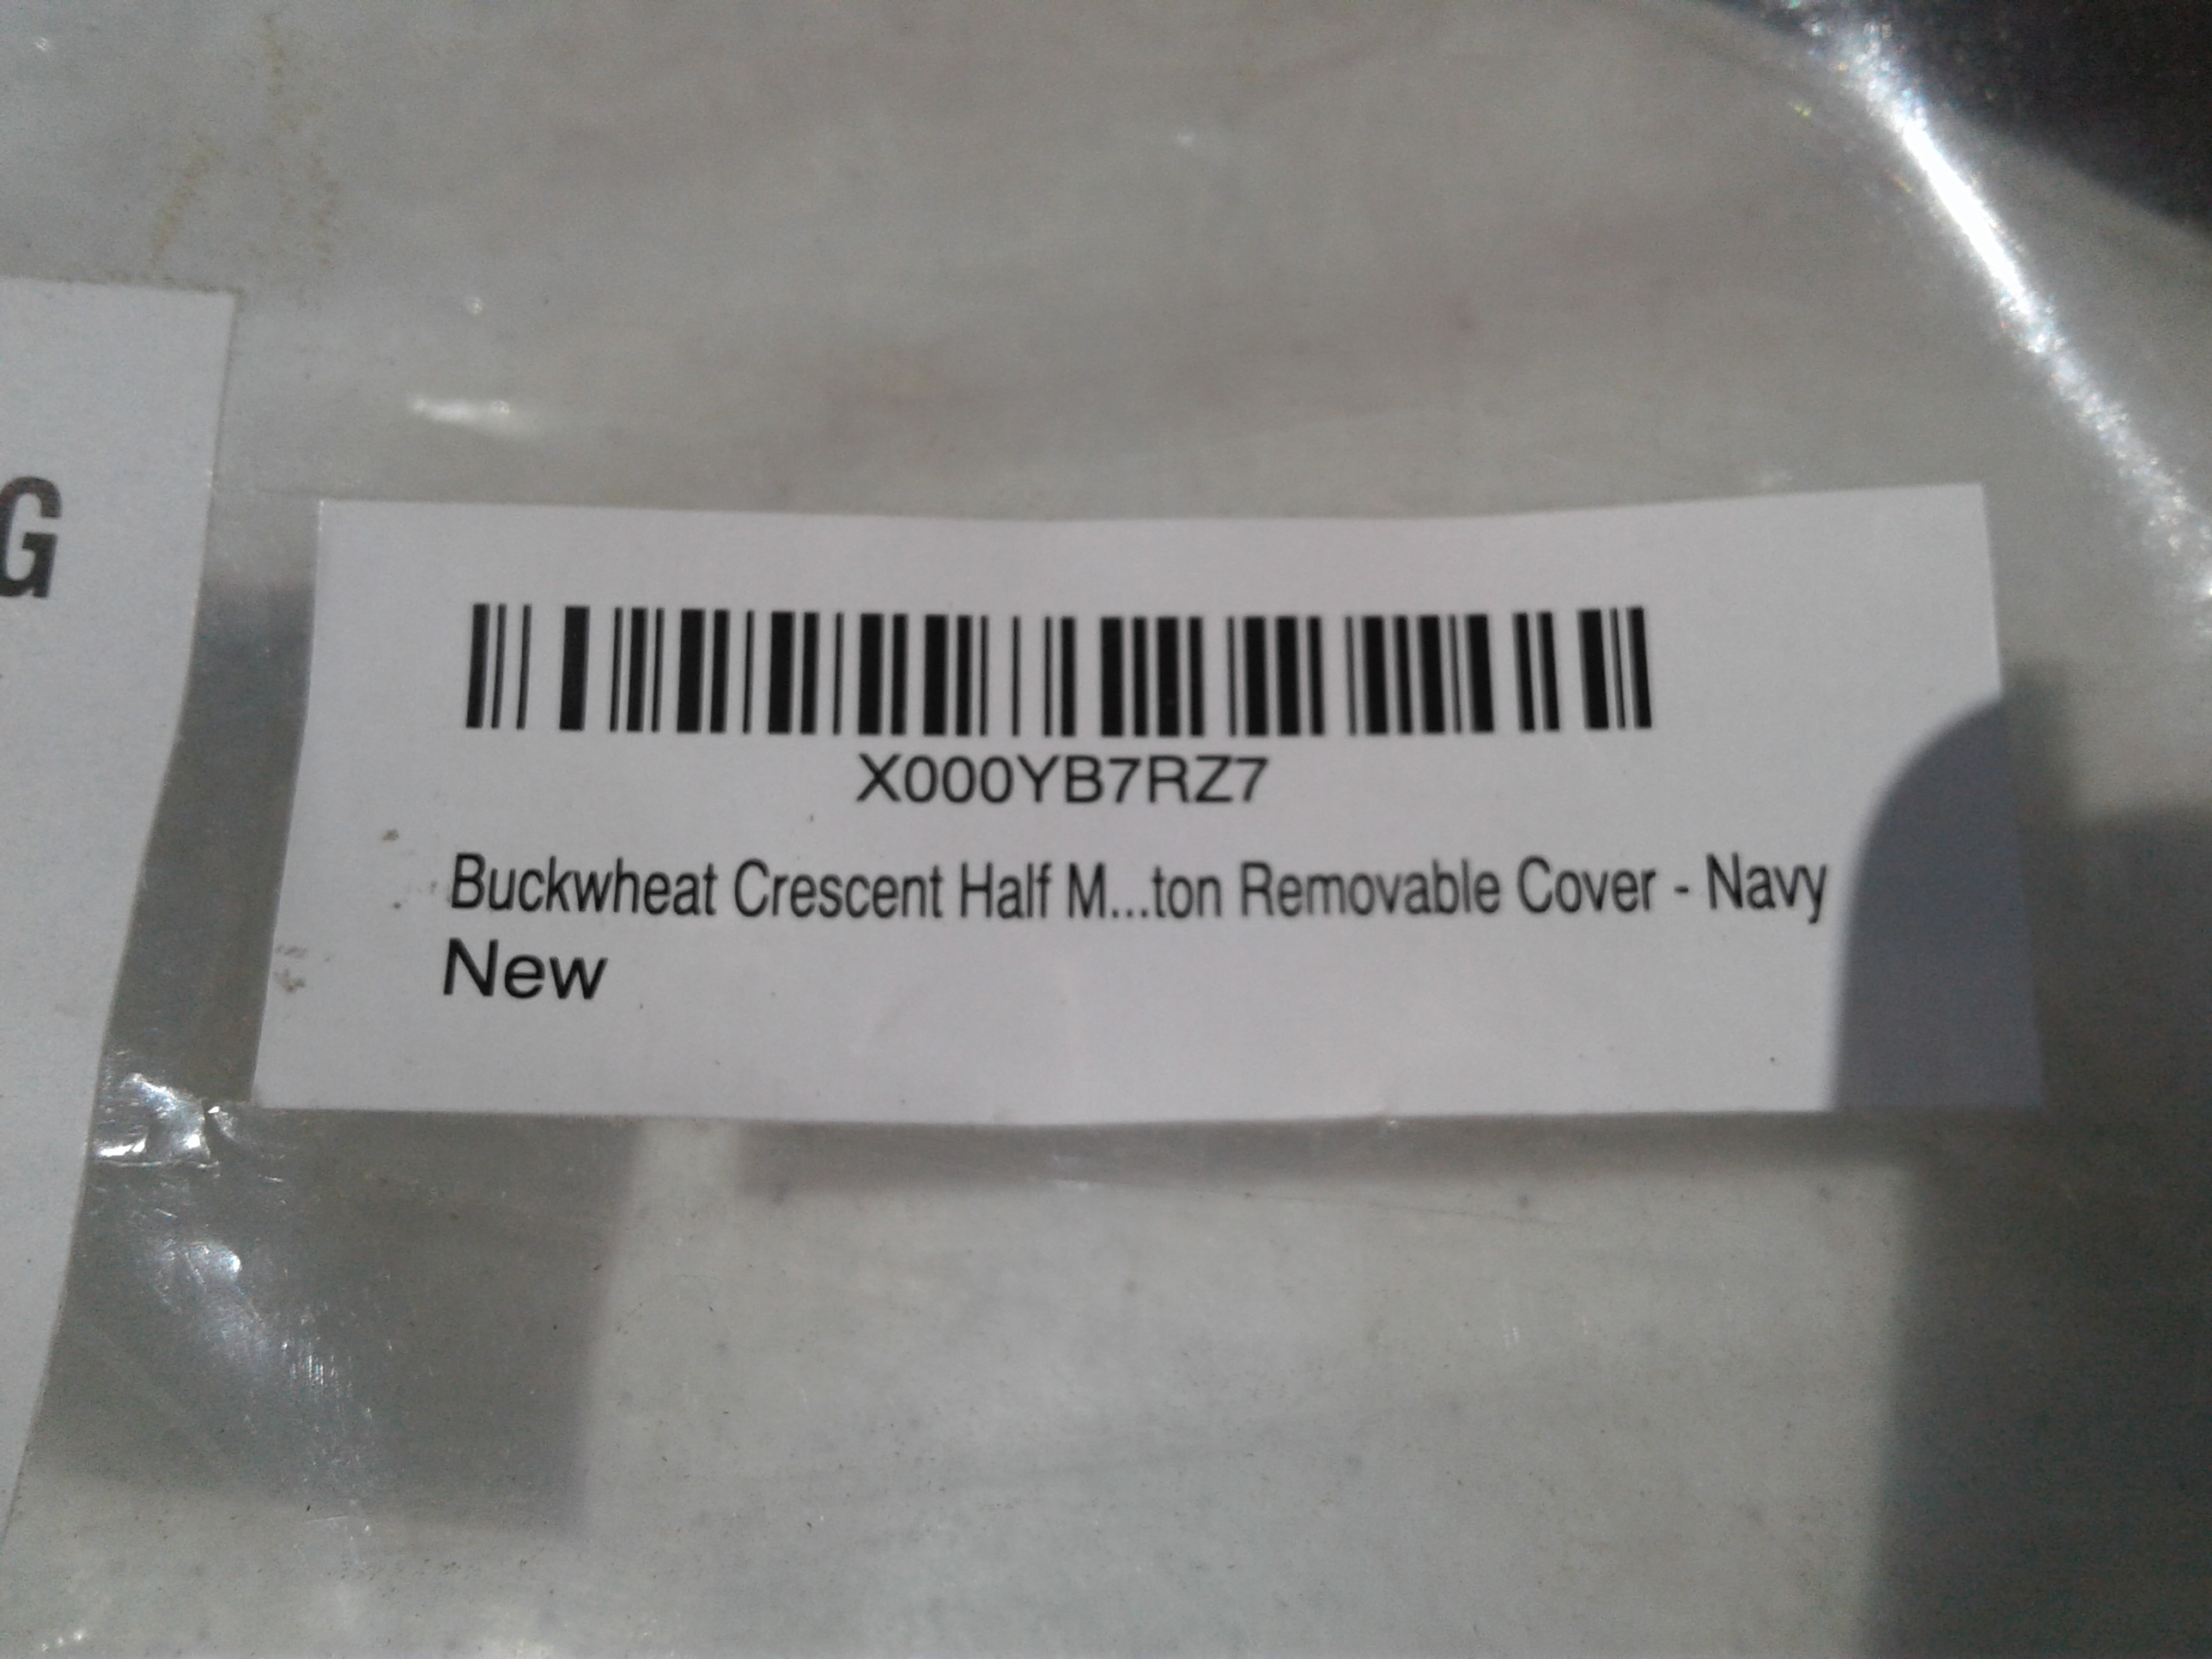 G
X000YB7RZ7
Buckwheat Crescent Half M...ton Removable Cover - Navy
New